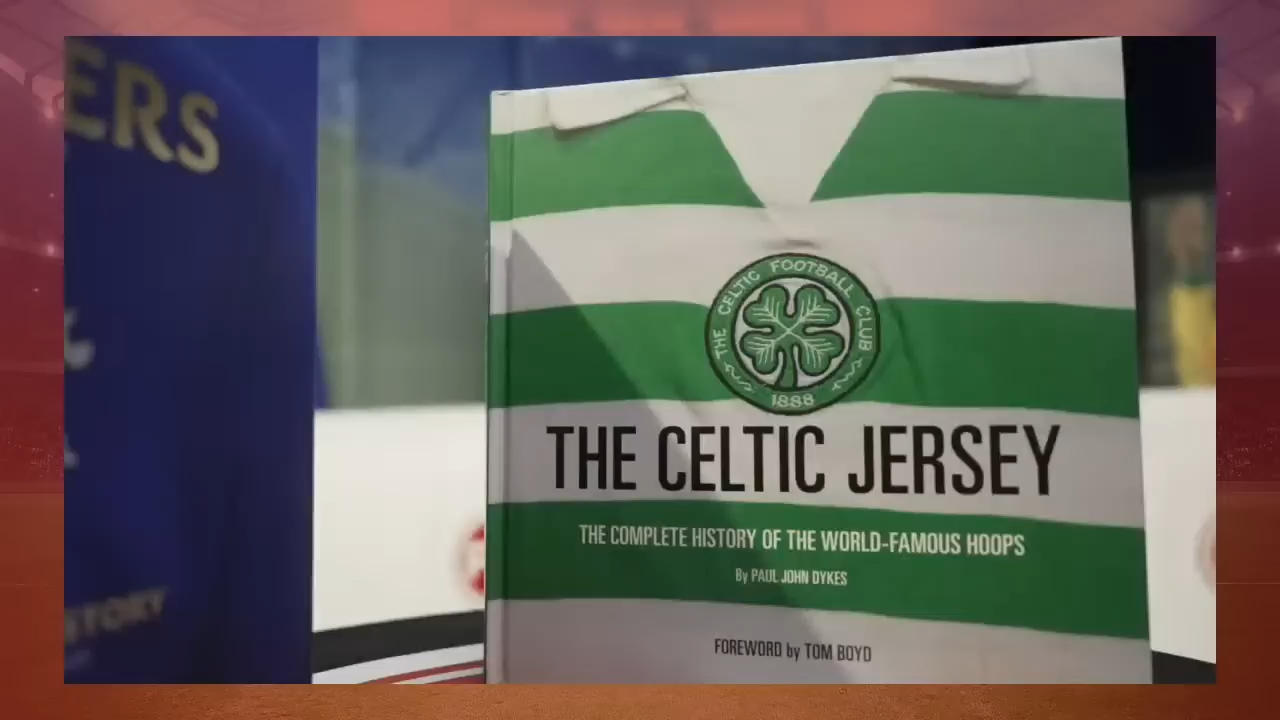 ERS
STORY
THE CELTIC FOOTBALL CLUB
1888
THE CELTIC JERSEY
THE COMPLETE HISTORY OF THE WORLD-FAMOUS HOOPS
By PAUL JOHN DYKES
FOREWORD by TOM BOYD